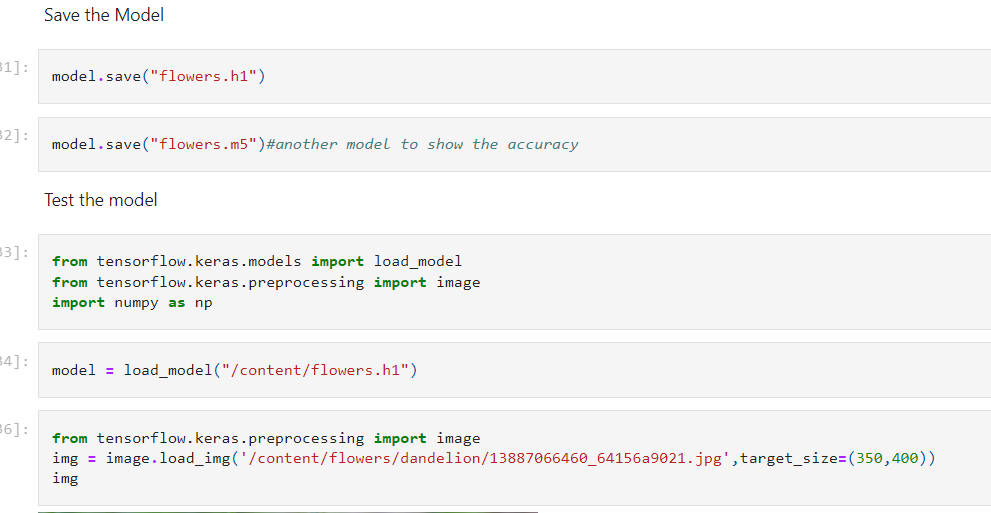 Save the Model
31]:
model.save("flowers.h1")
32]:
model.save("flowers.m5")#another model to show the accuracy
Test the model
33]:
from tensorflow.keras.models import load_model
from tensorflow.keras.preprocessing import image
import numpy as np
34]:
model = load_model("/content/flowers.h1")
36]:
from tensorflow.keras.preprocessing import image
img = image.load_img('/content/flowers/dandelion/13887066460_64156a9021.jpg',target_size=(350,400))
img